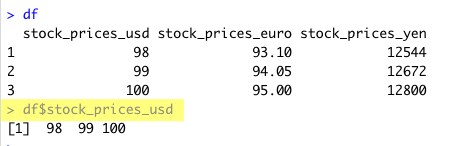 > df
  stock_prices_usd stock_prices_euro stock_prices_yen
1               98             93.10            12544
2               99             94.05            12672
3              100             95.00            12800
> df$stock_prices_usd
[1]  98  99 100